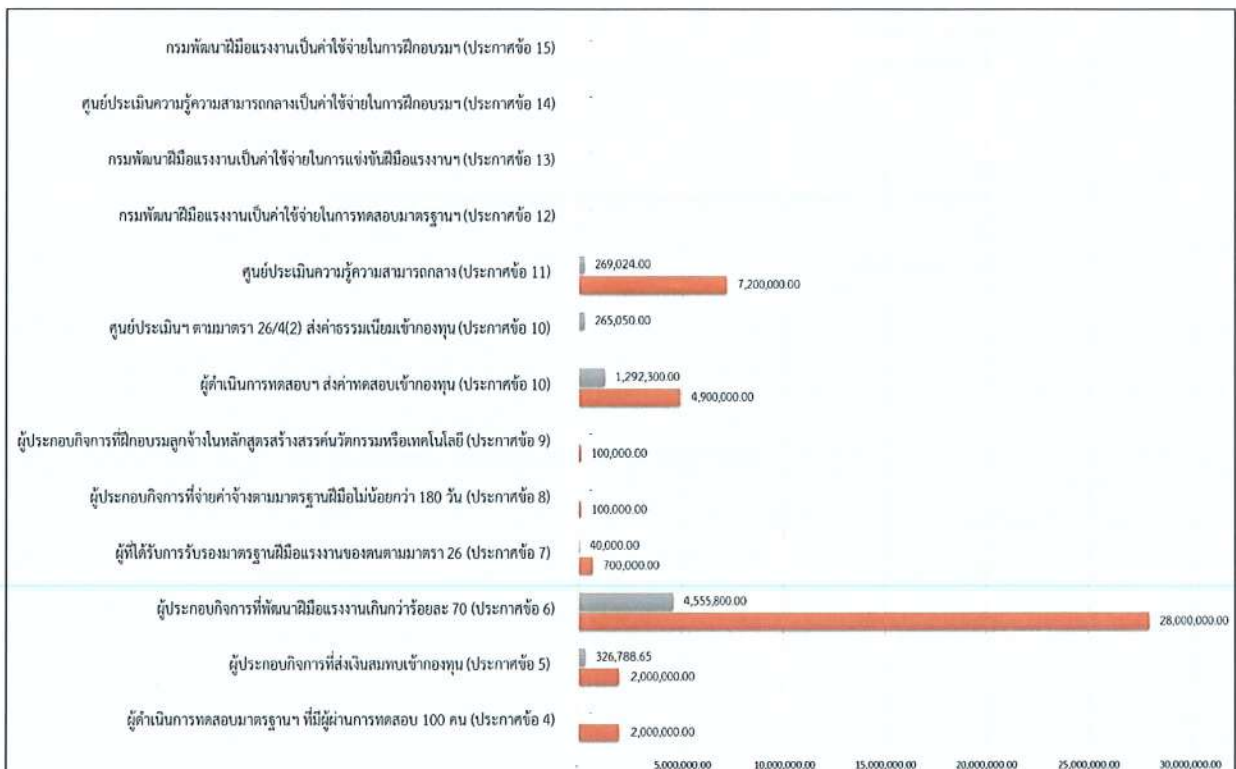 กรมพัฒนาฝีมือแรงงานเป็นค่าใช้จ่ายในการฝึกอบรมฯ (ประกาศข้อ 15) -
ศูนย์ประเมินความรู้ความสามารถกลางเป็นค่าใช้จ่ายในการฝึกอบรมฯ (ประกาศข้อ 14) -
กรมพัฒนาฝีมือแรงงานเป็นค่าใช้จ่ายในการแข่งขันฝีมือแรงงานฯ (ประกาศข้อ 13)
กรมพัฒนาฝีมือแรงงานเป็นค่าใช้จ่ายในการทดสอบมาตรฐานฯ (ประกาศข้อ 12)
269,024.00
ศูนย์ประเมินความรู้ความสามารถกลาง (ประกาศข้อ 11)
7,200,000.00
ศูนย์ประเมินฯ ตามมาตรา 26/4(2) ส่งค่าธรรมเนียมเข้ากองทุน (ประกาศข้อ 10) 265,050.00
1,292,300.00
ผู้ดำเนินการทดสอบฯ ส่งค่าทดสอบเข้ากองทุน (ประกาศข้อ 10)
4,900,000.00
-
ผู้ประกอบกิจการที่ฝึกอบรมลูกจ้างในหลักสูตรสร้างสรรค์นวัตกรรมหรือเทคโนโลยี (ประกาศข้อ 9)
100,000.00
-
ผู้ประกอบกิจการที่จ่ายค่าจ้างตามมาตรฐานฝีมือไม่น้อยกว่า 180 วัน (ประกาศข้อ 8)
100,000.00
40,000.00
ผู้ที่ได้รับการรับรองมาตรฐานฝีมือแรงงานของตนตามมาตรา 26 (ประกาศข้อ 7)
700,000.00
4,555,800.00
ผู้ประกอบกิจการที่พัฒนาฝีมือแรงงานเกินกว่าร้อยละ 70 (ประกาศข้อ 6)
28,000,000.00
326,788.65
ผู้ประกอบกิจการที่ส่งเงินสมทบเข้ากองทุน (ประกาศข้อ 5)
2,000,000.00
ผู้ดำเนินการทดสอบมาตรฐานฯ ที่มีผู้ผ่านการทดสอบ 100 คน (ประกาศข้อ 4)
2,000,000.00
- 5,000,000.00 10,000,000.00 15,000,000.00 20,000,000.00 25,000,000.00 30,000,000.00